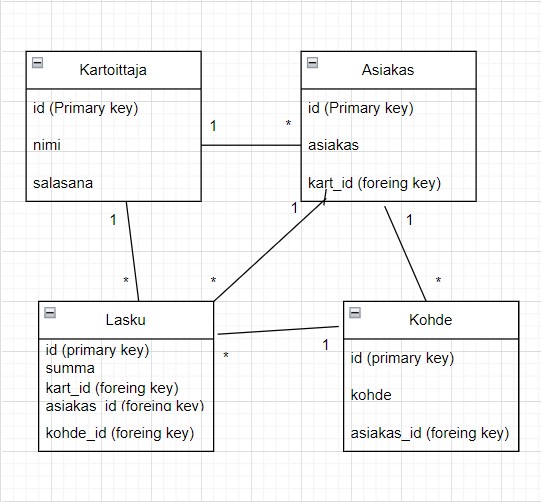 Kartoittaja
id (Primary key)
nimi
salasana
Asiakas
id (Primary key)
asiakas
kart_id (foreing key)
1
*
1
*
1
*
1
*
Lasku
id (primary key)
summa
kart_id (foreing key)
asiakas_id (foreing key)
kohde_id (foreing key)
*
1
Kohde
id (primary key)
kohde
asiakas_id (foreing key)